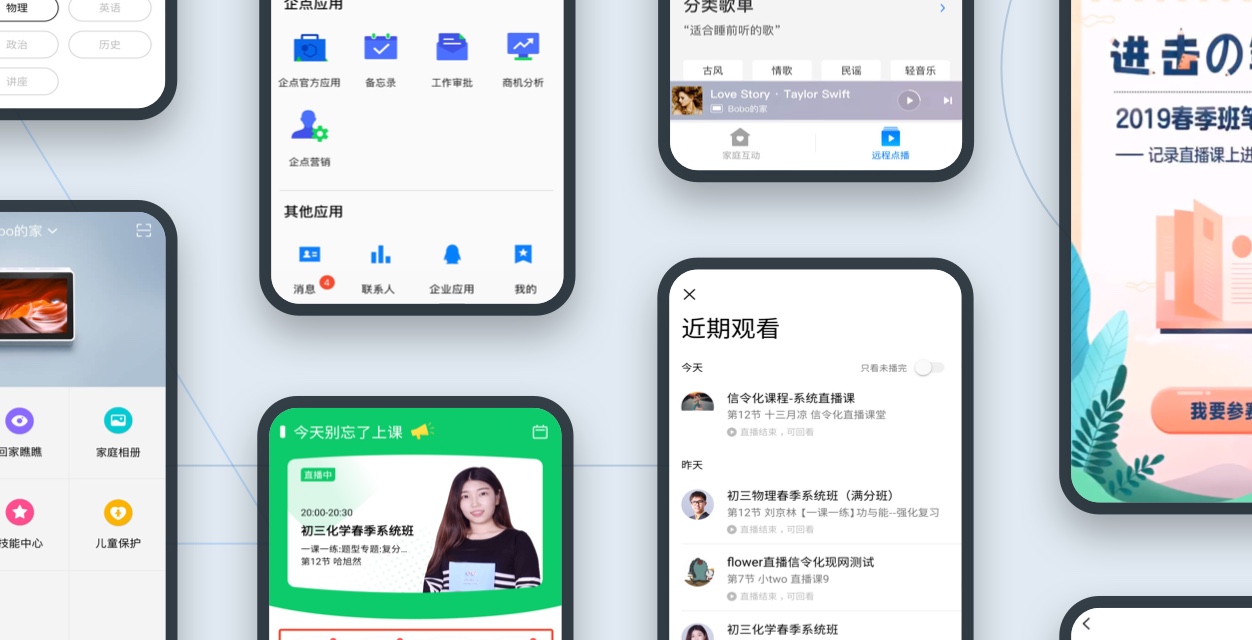 物理
英语
政治
历史
讲座
企点应用
企点官方应用
备忘录
工作审批
商机分析
企点营销
其他应用
消息
4
联系人
企业应用
我的
分类歌单
“适合睡前听的歌”
古风
情歌
民谣
轻音乐
Love Story · Taylor Swift
Bobo的家
家庭互动
远程点播
的家
回家瞧瞧
家庭相册
技能中心
儿童保护
今天别忘了上课
直播中
20:00-20:30
初三化学春季系统班
一课一练:题型专题:复分...
第12节 哈旭然
近期观看
今天
只看未播完
信令化课程-系统直播课
第12节 十三月凉 信令化直播课堂
直播结束，可回看
昨天
初三物理春季系统班（满分班）
第12节 刘京林【一课一练】功与能--强化复习
直播结束，可回看
flower直播信令化现网测试
第7节 小two 直播课9
直播结束，可回看
初三化学春季系统班
进击の
2019春季班笔
—— 记录直播课上进
我要参赛